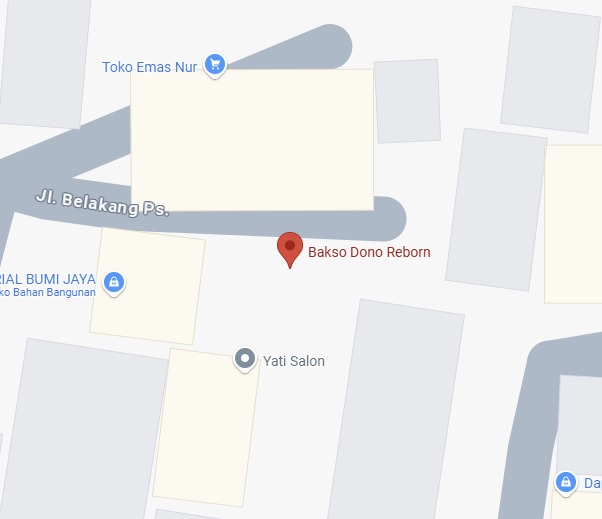 Toko Emas Nur
Jl. Belakang Ps.
Bakso Dono Reborn
RIAL BUMI JAYA
ko Bahan Bangunan
Yati Salon
Da